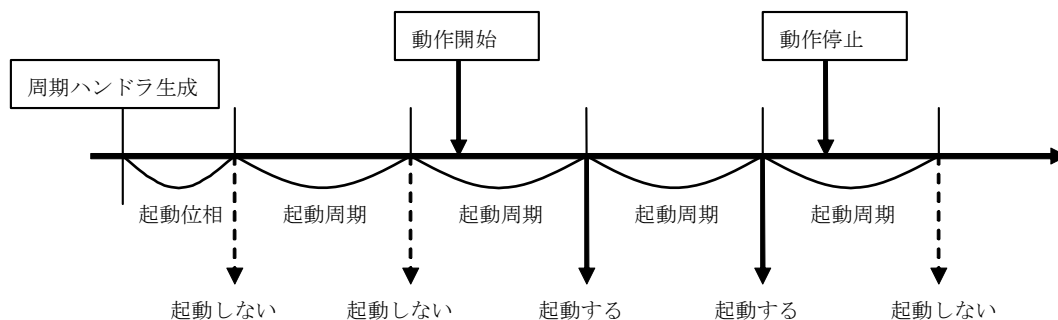 動作開始
動作停止
周期ハンドラ生成
起動位相
起動周期
起動周期
起動周期
起動周期
起動しない
起動しない
起動する
起動する
起動しない